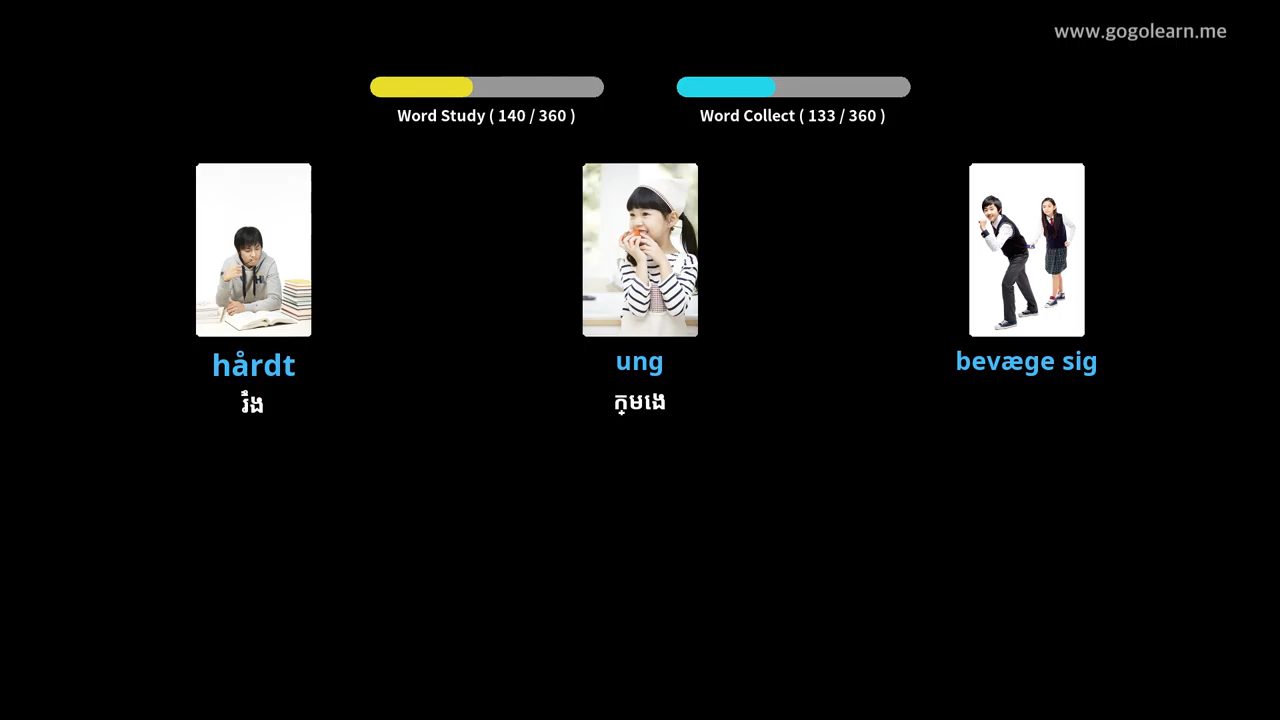 www.gogolearn.me
Word Study ( 140 / 360 )
Word Collect ( 133 / 360 )
hårdt
ung
bevæge sig
រឹង
ក្មេង